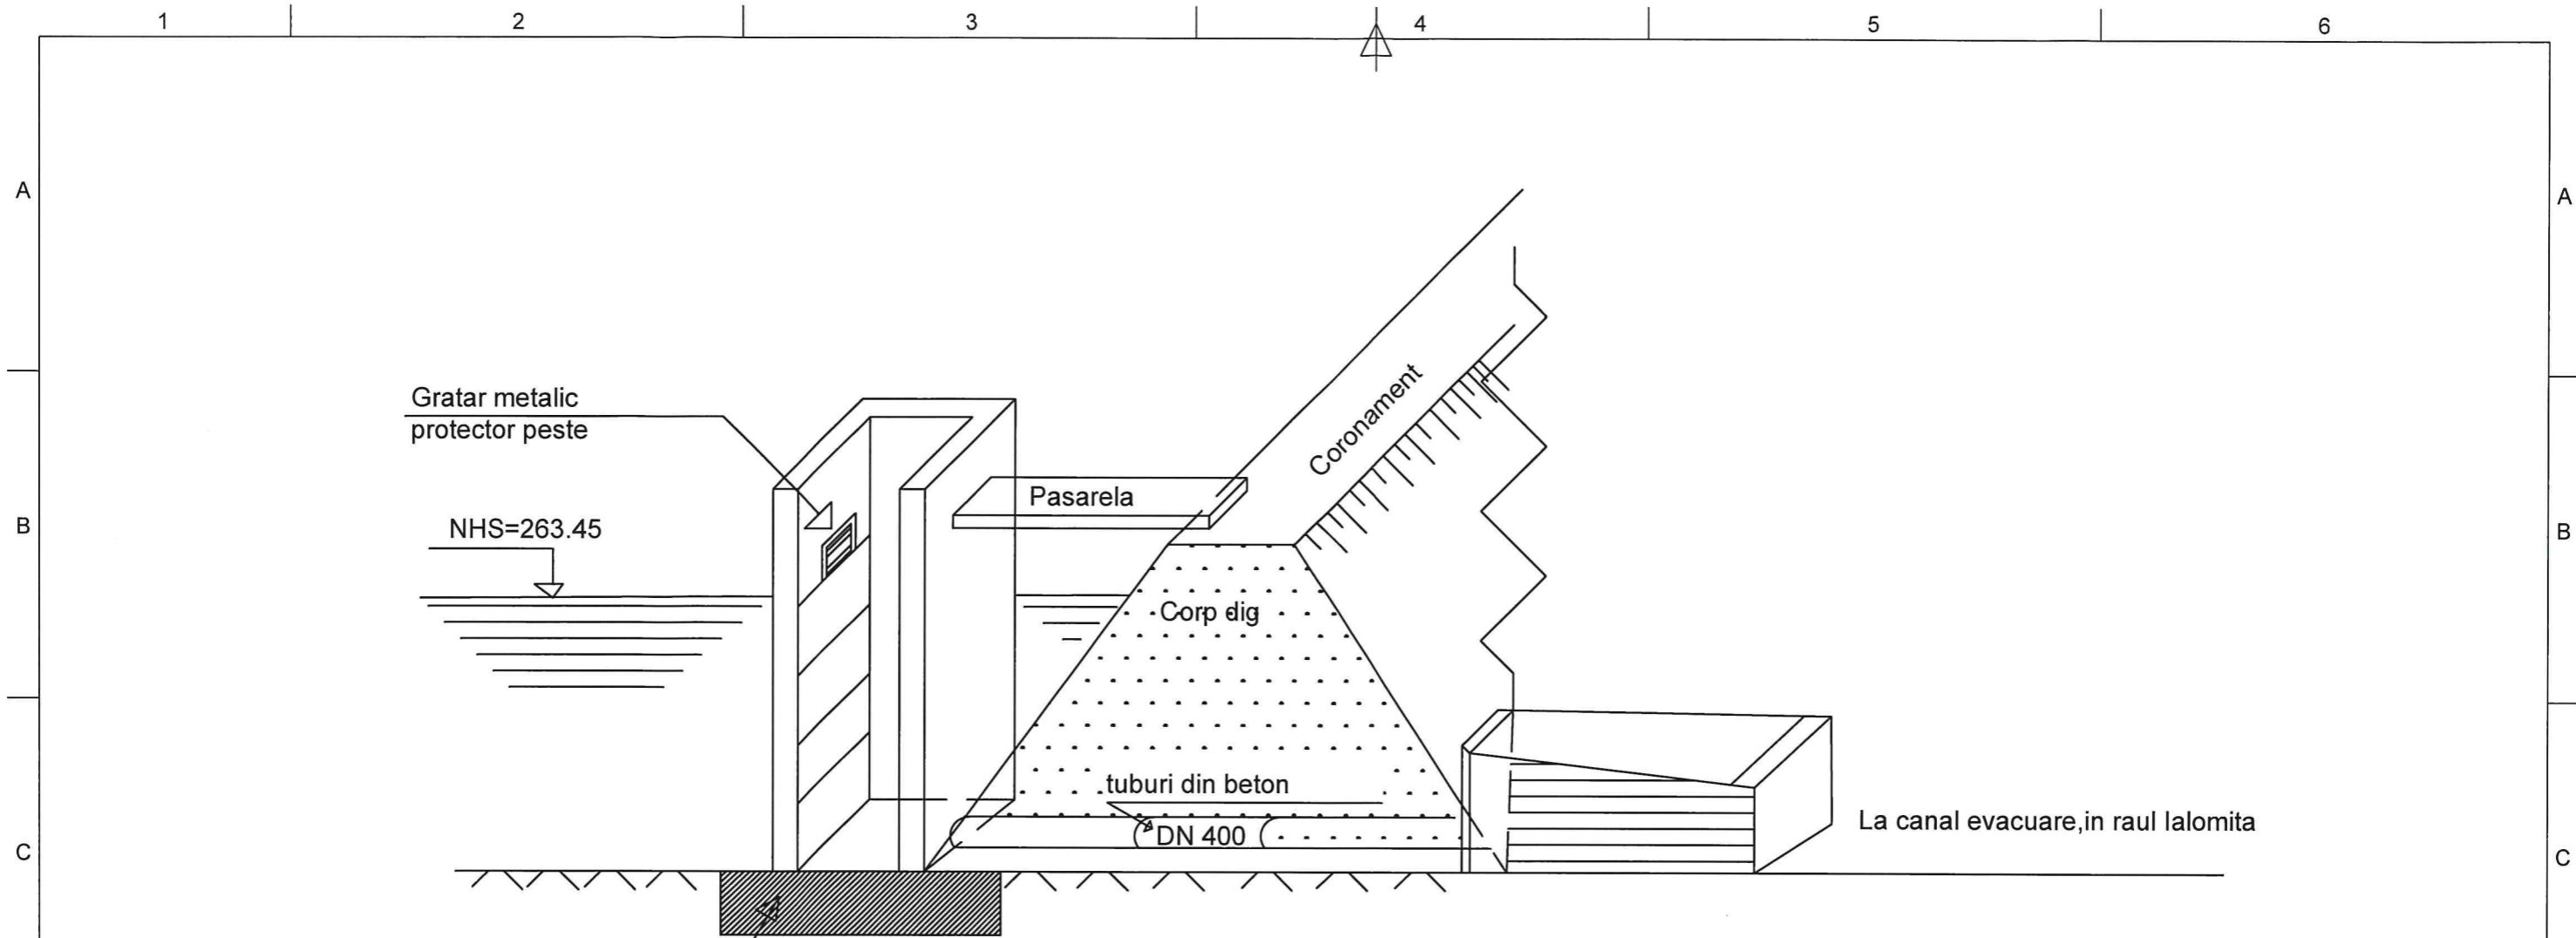 1 2 3 4 5 6
A A
Coronament
Gratar metalic
protector peste
Pasarela
B NHS=263.45 B
Corp dig
tuburi din beton
DN 400
La canal evacuare,in raul Ialomita
C C